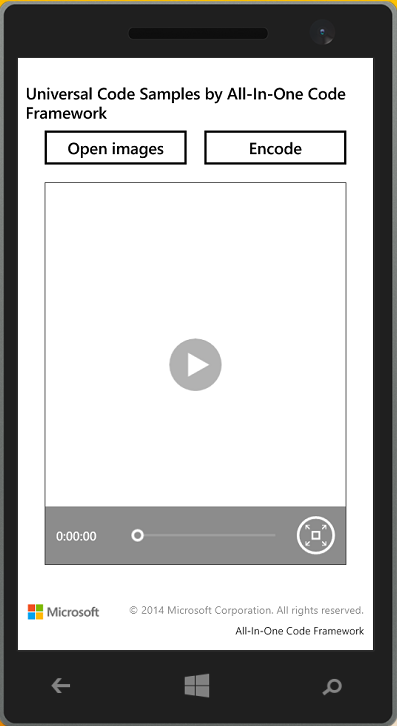 Universal Code Samples by All-In-One Code
Framework
Open images
Encode
0:00:00
Microsoft
© 2014 Microsoft Corporation. All rights reserved.
All-In-One Code Framework